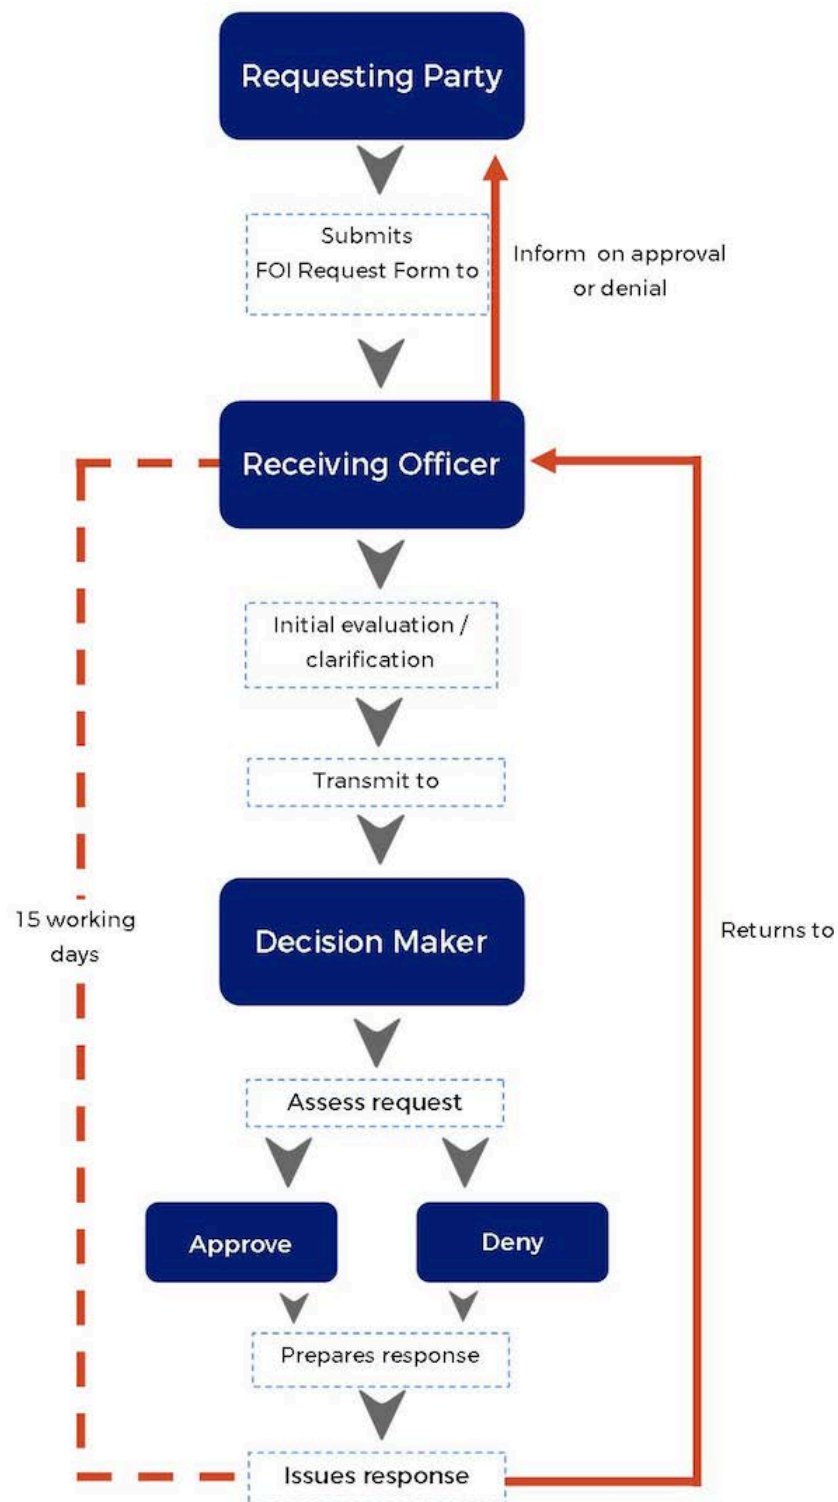 Requesting Party
Submits
FOI Request Form to
Inform on approval
or denial
Receiving Officer
Initial evaluation /
clarification
Transmit to
15 working
days
Decision Maker
Returns to
Assess request
Approve
Deny
Prepares response
Issues response